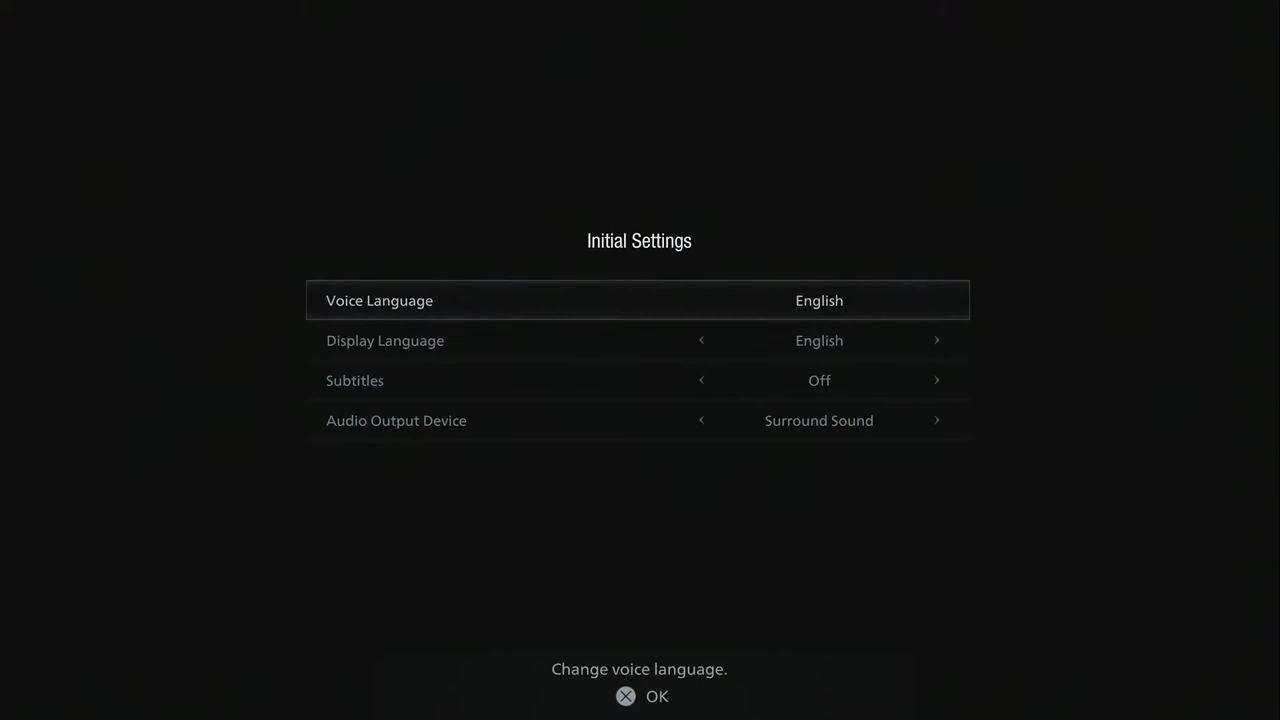 Initial Settings
Voice Language English
Display Language ‹ English ›
Subtitles ‹ Off ›
Audio Output Device ‹ Surround Sound ›
Change voice language.
OK